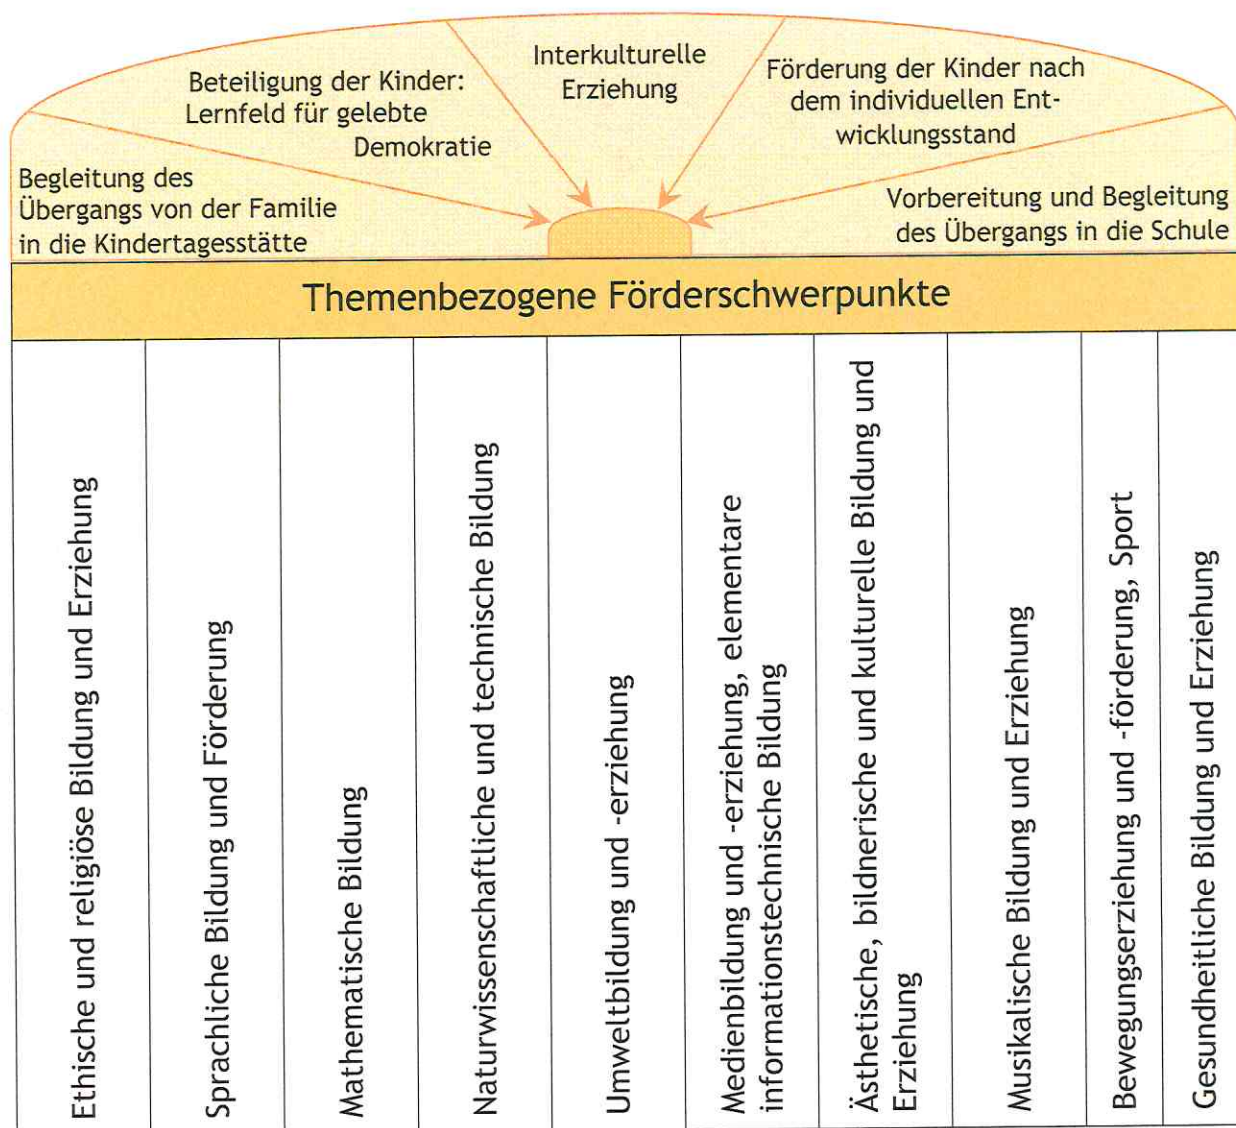 Begleitung des
Übergangs von der Familie
in die Kindertagesstätte
Beteiligung der Kinder:
Lernfeld für gelebte
Demokratie
Interkulturelle
Erziehung
Förderung der Kinder nach
dem individuellen Ent-
wicklungsstand
Vorbereitung und Begleitung
des Übergangs in die Schule
Themenbezogene Förderschwerpunkte
Ethische und religiöse Bildung und Erziehung
Sprachliche Bildung und Förderung
Mathematische Bildung
Naturwissenschaftliche und technische Bildung
Umweltbildung und -erziehung
Medienbildung und -erziehung, elementare
informationstechnische Bildung
Ästhetische, bildnerische und kulturelle Bildung und
Erziehung
Musikalische Bildung und Erziehung
Bewegungserziehung und -förderung, Sport
Gesundheitliche Bildung und Erziehung